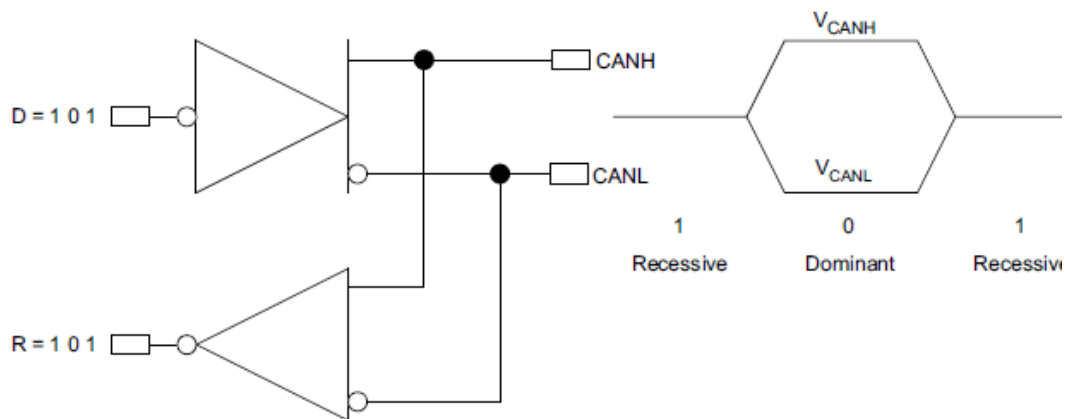 D = 1 0 1
CANH
CANL
R = 1 0 1
VCANH
VCANL
1 0 1
Recessive Dominant Recessive